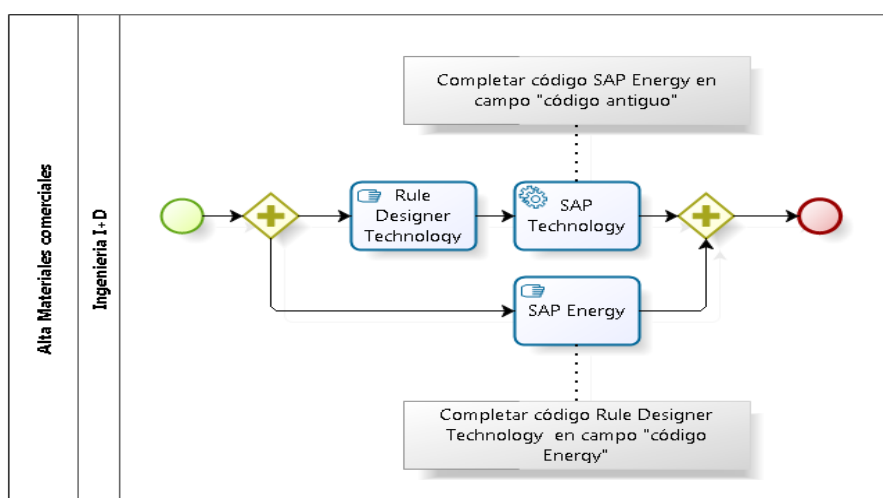 Alta Materiales comerciales
Ingenieria I+D
Completar código SAP Energy en
campo "código antiguo"
Rule
Designer
Technology
SAP
Technology
SAP Energy
Completar código Rule Designer
Technology en campo "código
Energy"